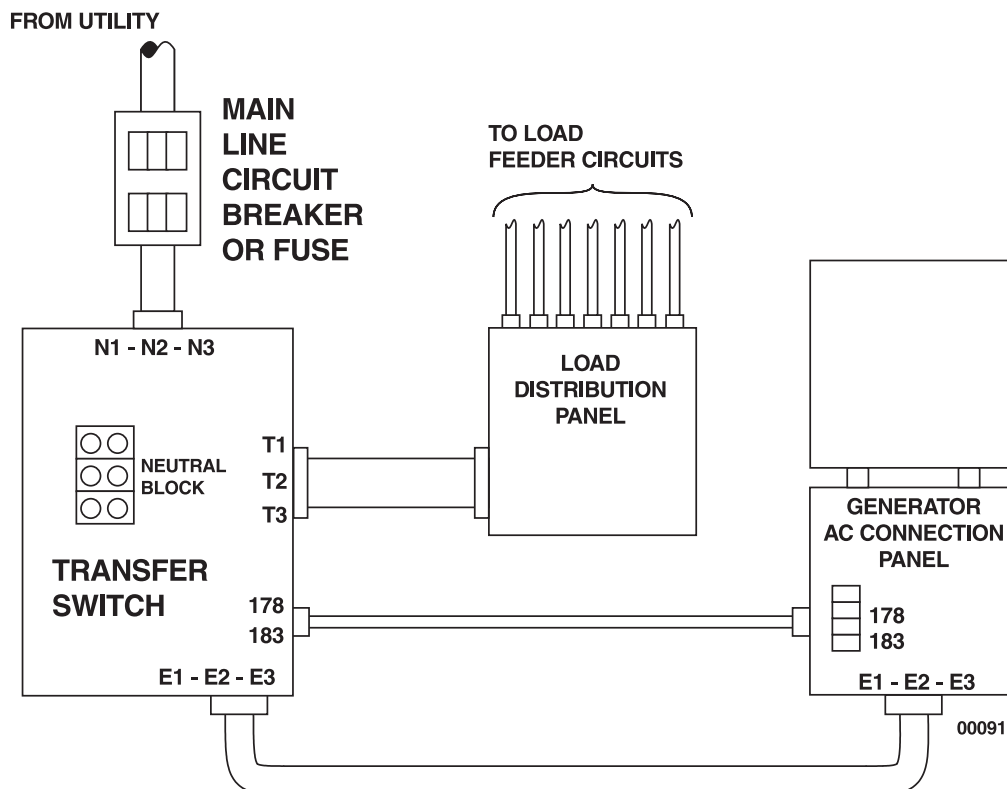 FROM UTILITY
MAIN
LINE
CIRCUIT
BREAKER
OR FUSE
TO LOAD
FEEDER CIRCUITS
N1 - N2 - N3
LOAD
DISTRIBUTION
PANEL
T1
T2
T3
NEUTRAL
BLOCK
TRANSFER
SWITCH
178
183
E1 - E2 - E3
GENERATOR
AC CONNECTION
PANEL
178
183
E1 - E2 - E3
00091